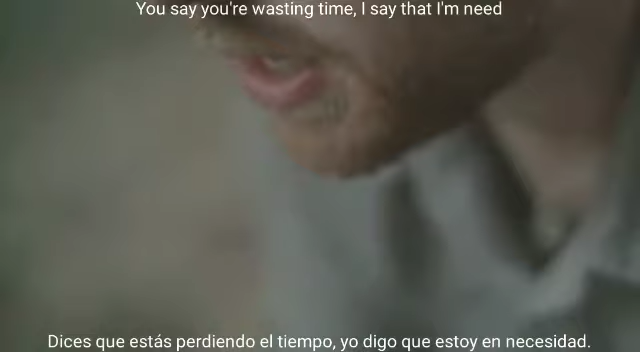 You say you're wasting time, I say that I'm need
Dices que estás perdiendo el tiempo, yo digo que estoy en necesidad.